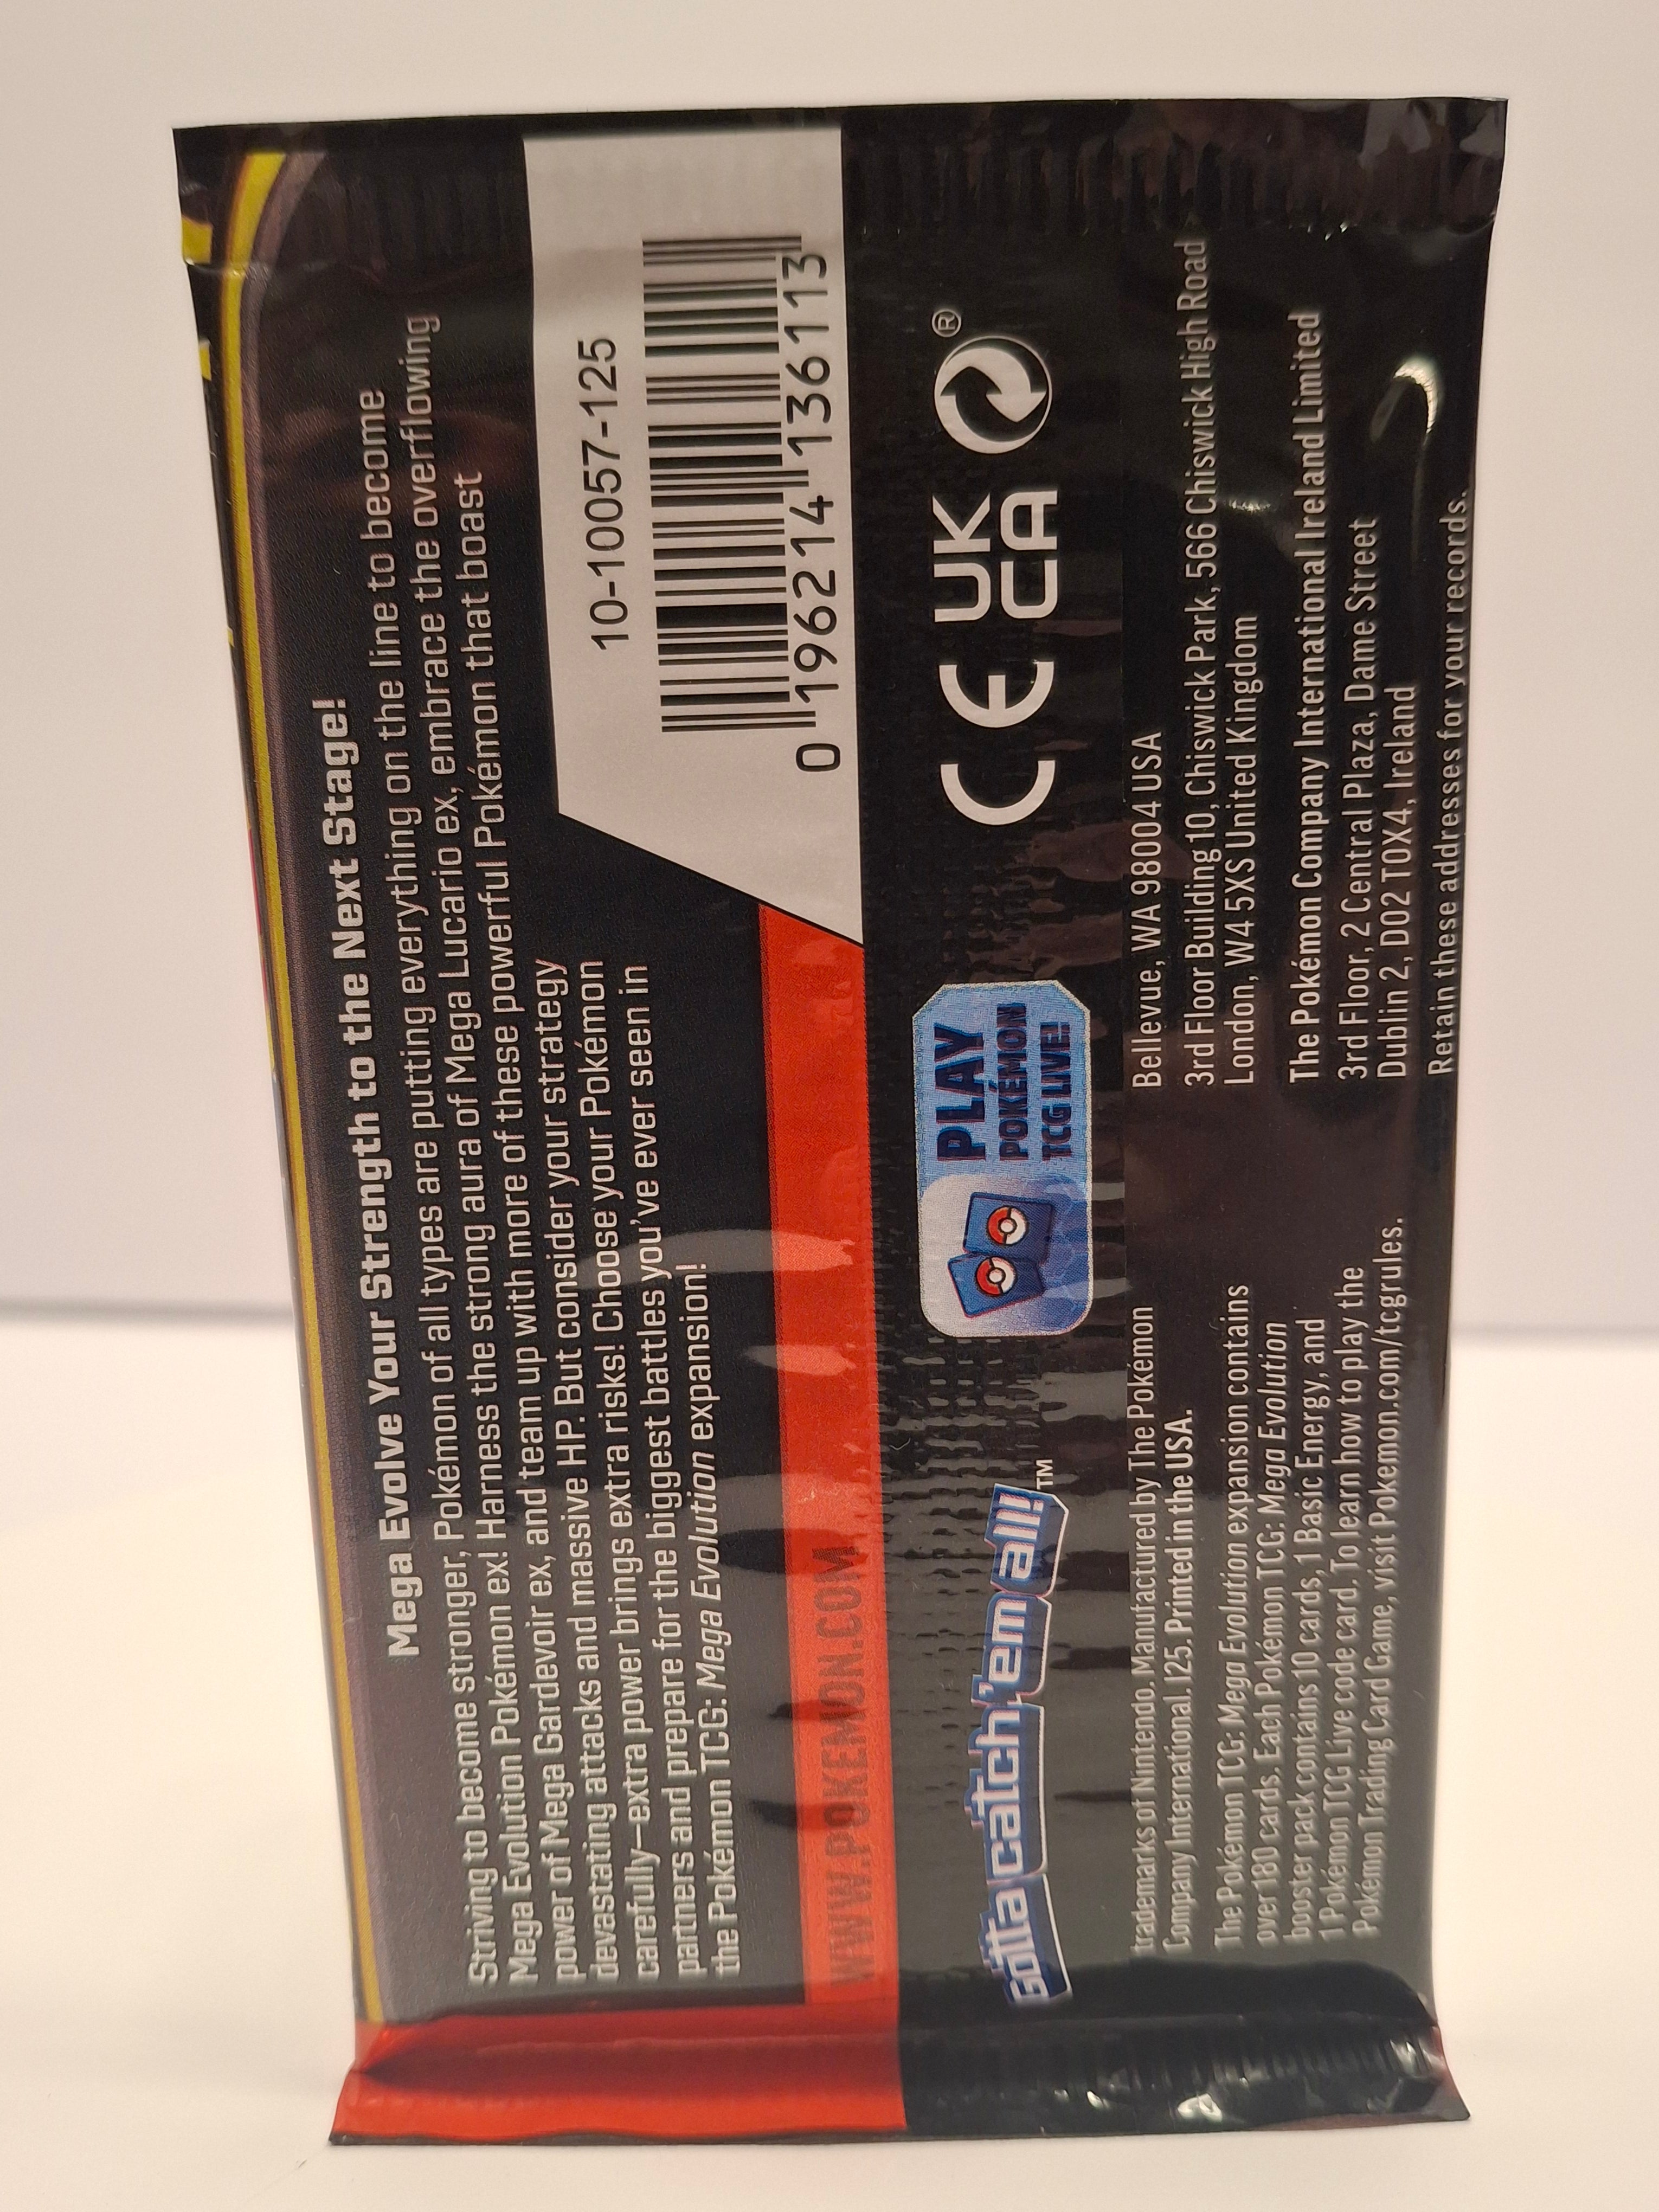 Mega Evolve Your Strength to the Next Stage!
Striving to become stronger, Pokémon of all types are putting everything on the line to become
Mega Evolution Pokémon ex! Harness the strong aura of Mega Lucario ex, embrace the overflowing
power of Mega Gardevoir ex, and team up with more of these powerful Pokémon that boast
devastating attacks and massive HP. But consider your strategy
carefully—extra power brings extra risks! Choose your Pokémon
partners and prepare for the biggest battles you've ever seen in
the Pokémon TCG: Mega Evolution expansion!
10-10057-125
0 196214 136113
WWW.POKEMON.COM
Gotta catch 'em all!™
PLAY
POKÉMON
TCG LIVE!
CE UK
CA
®
trademarks of Nintendo. Manufactured by The Pokémon
Company International. 125. Printed in the USA.
The Pokémon TCG: Mega Evolution expansion contains
over 180 cards. Each Pokémon TCG: Mega Evolution
booster pack contains 10 cards, 1 Basic Energy, and
1 Pokémon TCG Live code card. To learn how to play the
Pokémon Trading Card Game, visit Pokemon.com/tcgrules.
Bellevue, WA 98004 USA
3rd Floor Building 10, Chiswick Park, 566 Chiswick High Road
London, W4 5XS United Kingdom
The Pokémon Company International Ireland Limited
3rd Floor, 2 Central Plaza, Dame Street
Dublin 2, D02 T0X4, Ireland
Retain these addresses for your records.